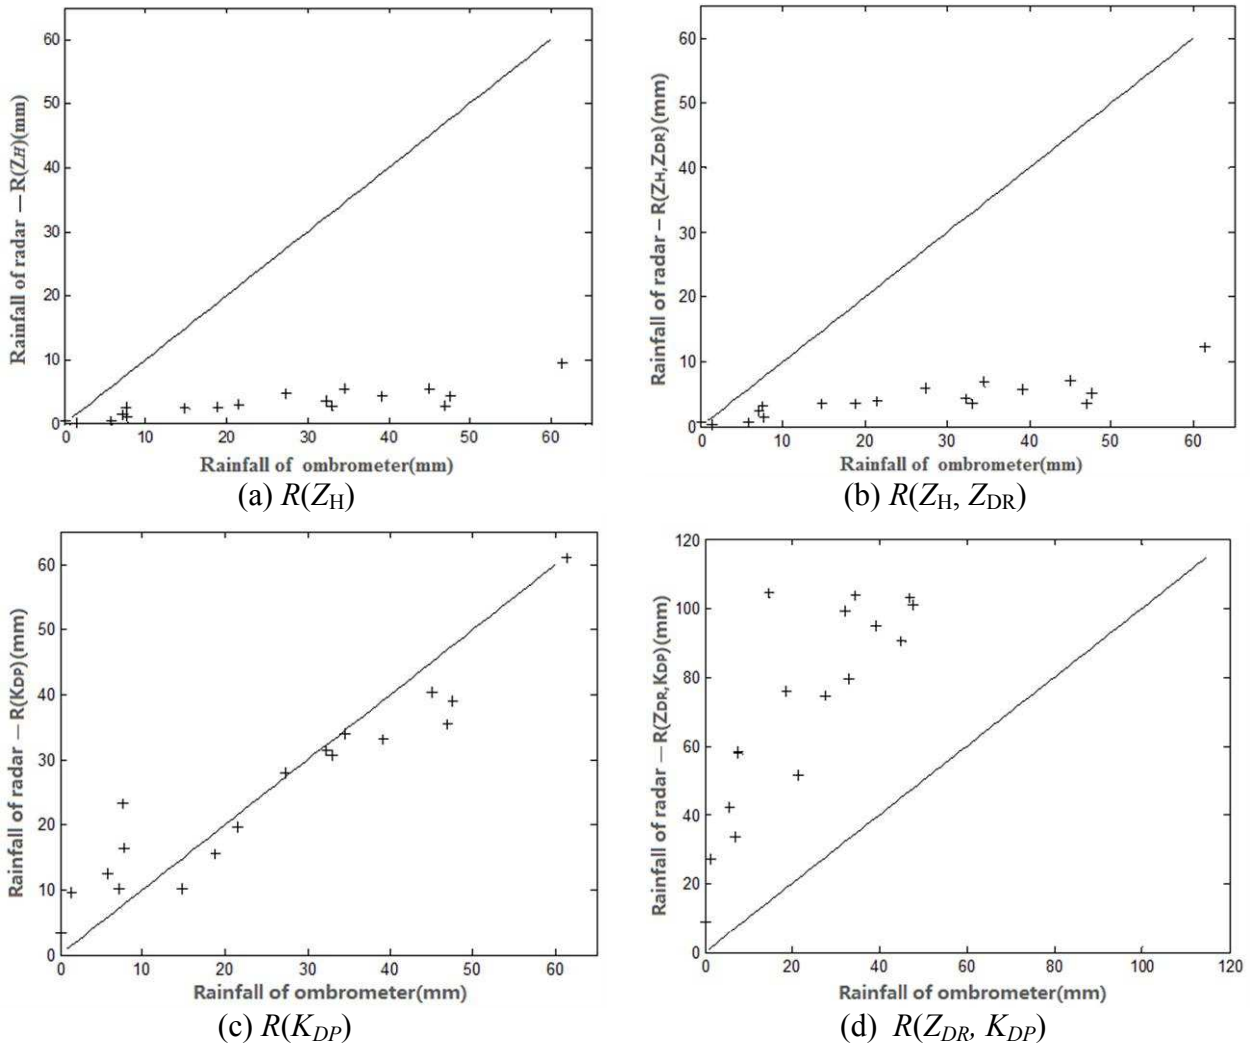 Rainfall of radar — R(ZH)(mm)
60
50
40
30
20
10
0
0 10 20 30 40 50 60
Rainfall of ombrometer(mm)
(a) R(ZH)
Rainfall of radar – R(ZH,ZDR)(mm)
60
50
40
30
20
10
0
0 10 20 30 40 50 60
Rainfall of ombrometer(mm)
(b) R(ZH, ZDR)
Rainfall of radar — R(KDP)(mm)
60
50
40
30
20
10
0
0 10 20 30 40 50 60
Rainfall of ombrometer(mm)
(c) R(KDP)
Rainfall of radar — R(ZDR,KDP)(mm)
120
100
80
60
40
20
0
0 20 40 60 80 100 120
Rainfall of ombrometer(mm)
(d) R(ZDR, KDP)